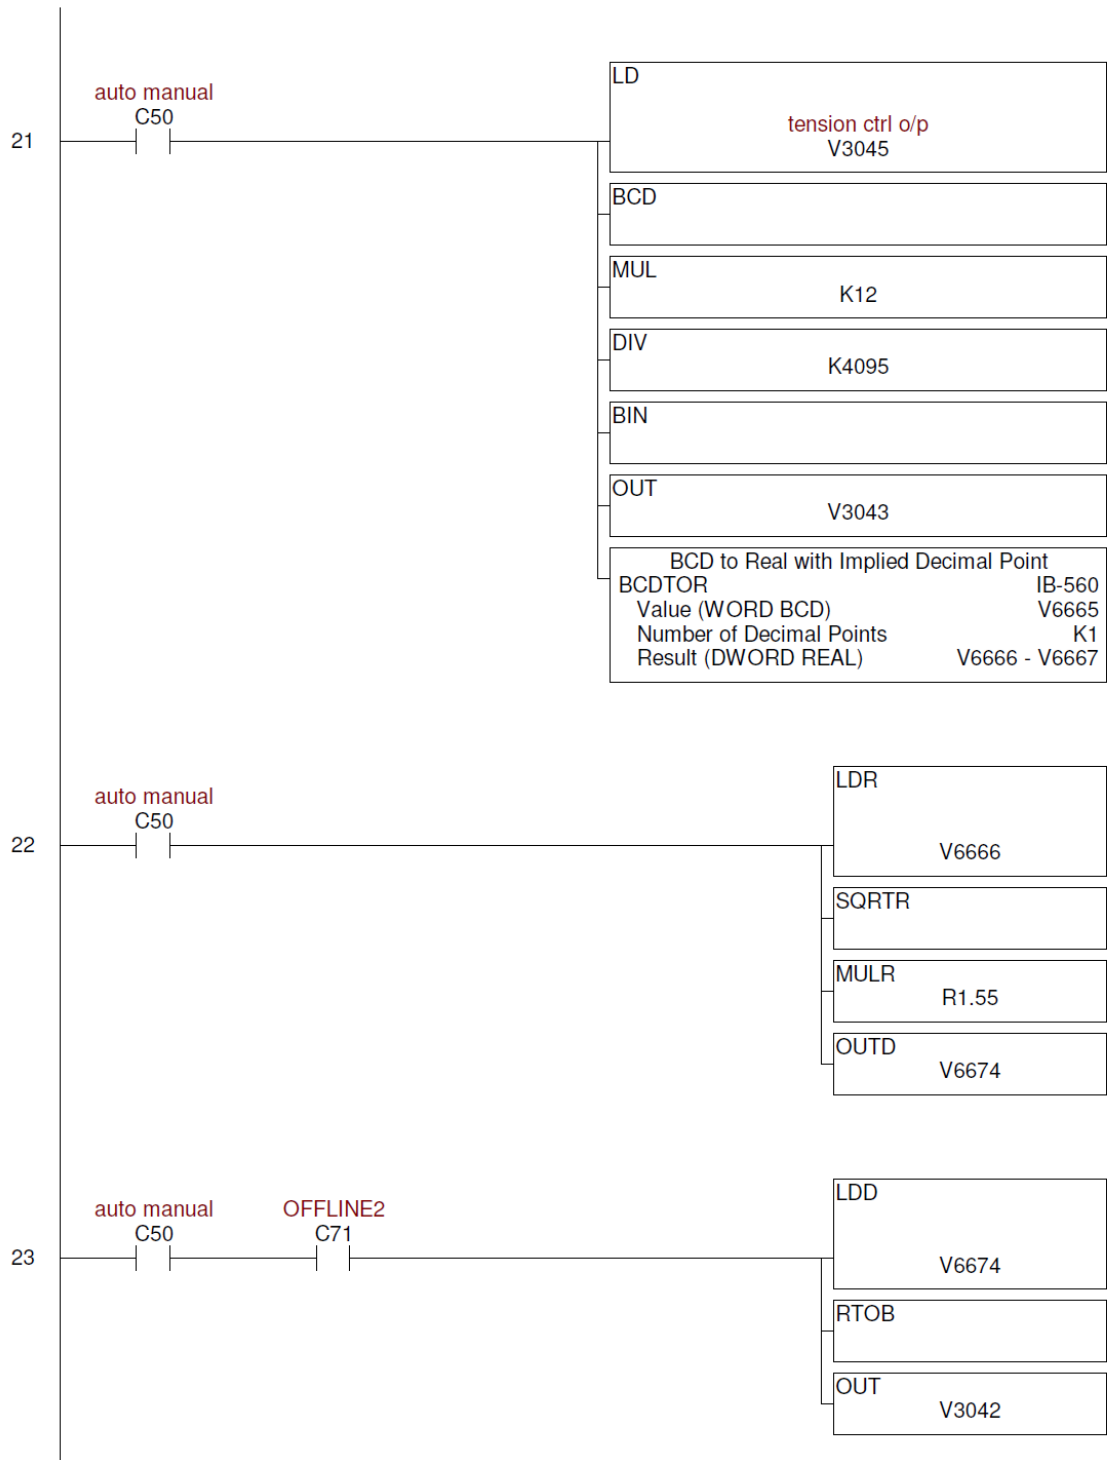 auto manual
C50
21
LD
tension ctrl o/p
V3045
BCD
MUL
K12
DIV
K4095
BIN
OUT
V3043
BCD to Real with Implied Decimal Point
BCDTOR IB-560
Value (WORD BCD) V6665
Number of Decimal Points K1
Result (DWORD REAL) V6666 - V6667
auto manual
C50
22
LDR
V6666
SQRTR
MULR
R1.55
OUTD
V6674
auto manual OFFLINE2
C50 C71
23
LDD
V6674
RTOB
OUT
V3042